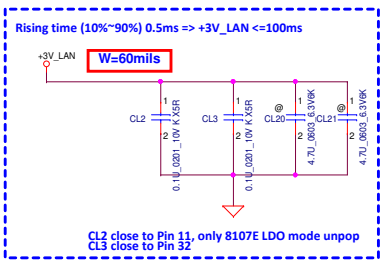 Rising time (10%~90%) 0.5ms => +3V_LAN <=100ms
+3V_LAN
W=60mils
1
1
@
1
@
1
CL2
CL3
CL20
CL21
2
2
2
2
0.1U_0201_10V K X5R
0.1U_0201_10V K X5R
4.7U_0603_6.3V6K
4.7U_0603_6.3V6K
CL2 close to Pin 11, only 8107E LDO mode unpop
CL3 close to Pin 32